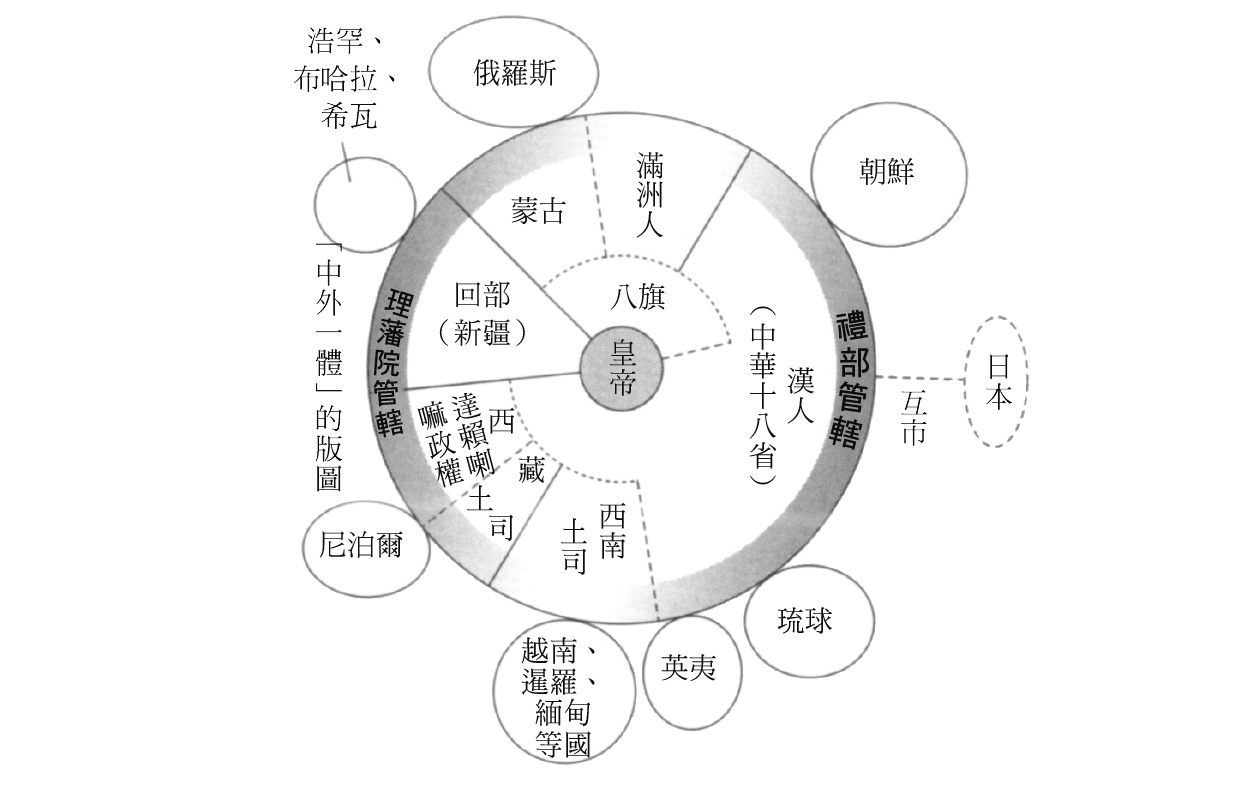 浩罕、
布哈拉、
希瓦
俄羅斯
朝鮮
滿洲人
蒙古
八旗
回部
（新疆）
皇帝
漢人
（中華十八省）
禮部管轄
互市
日本
理藩院管轄
「中外一體」的版圖
西藏
達賴喇
嘛政權
土司
西南
土司
尼泊爾
越南、
暹羅、
緬甸
等國
英夷
琉球